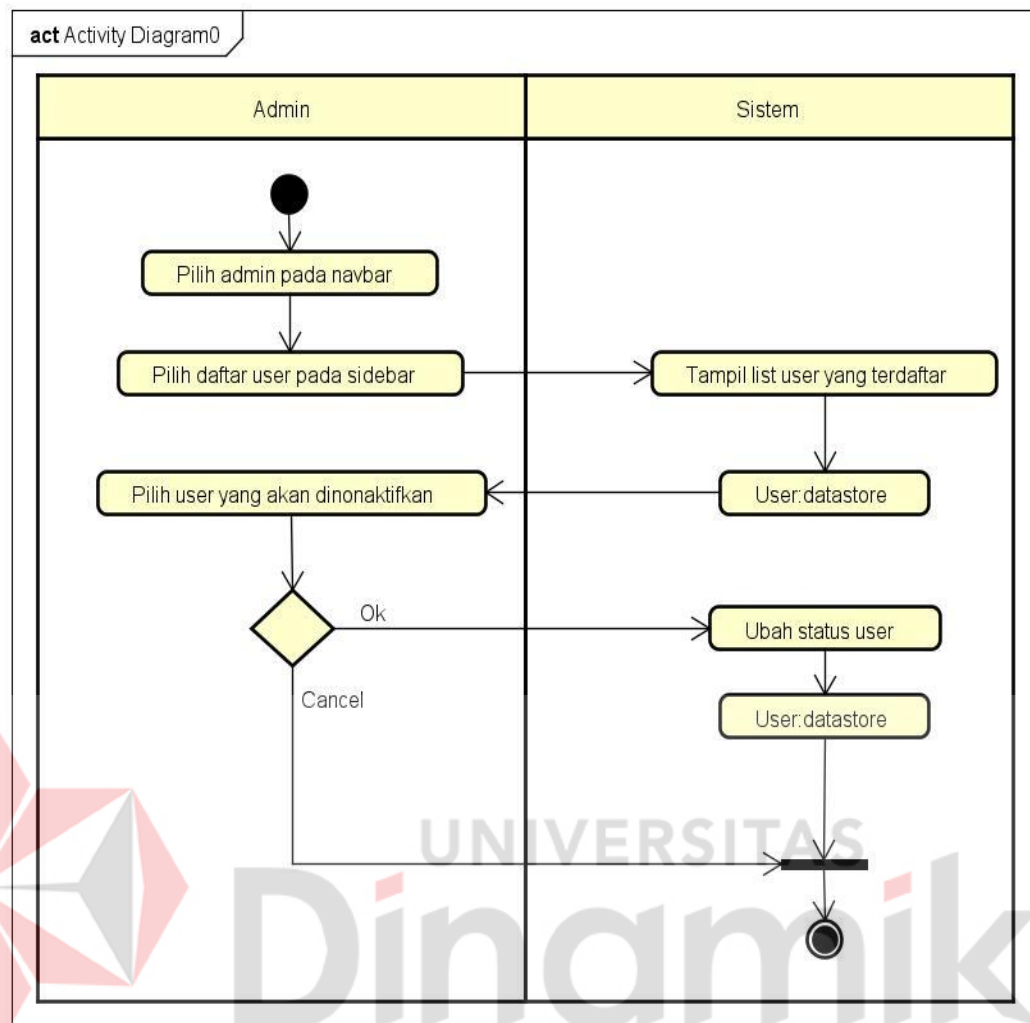 act Activity Diagram0
Admin
Sistem
Pilih admin pada navbar
Pilih daftar user pada sidebar
Tampil list user yang terdaftar
Pilih user yang akan dinonaktifkan
User:datastore
Ok
Ubah status user
Cancel
User:datastore
UNIVERSITAS
Dinamik